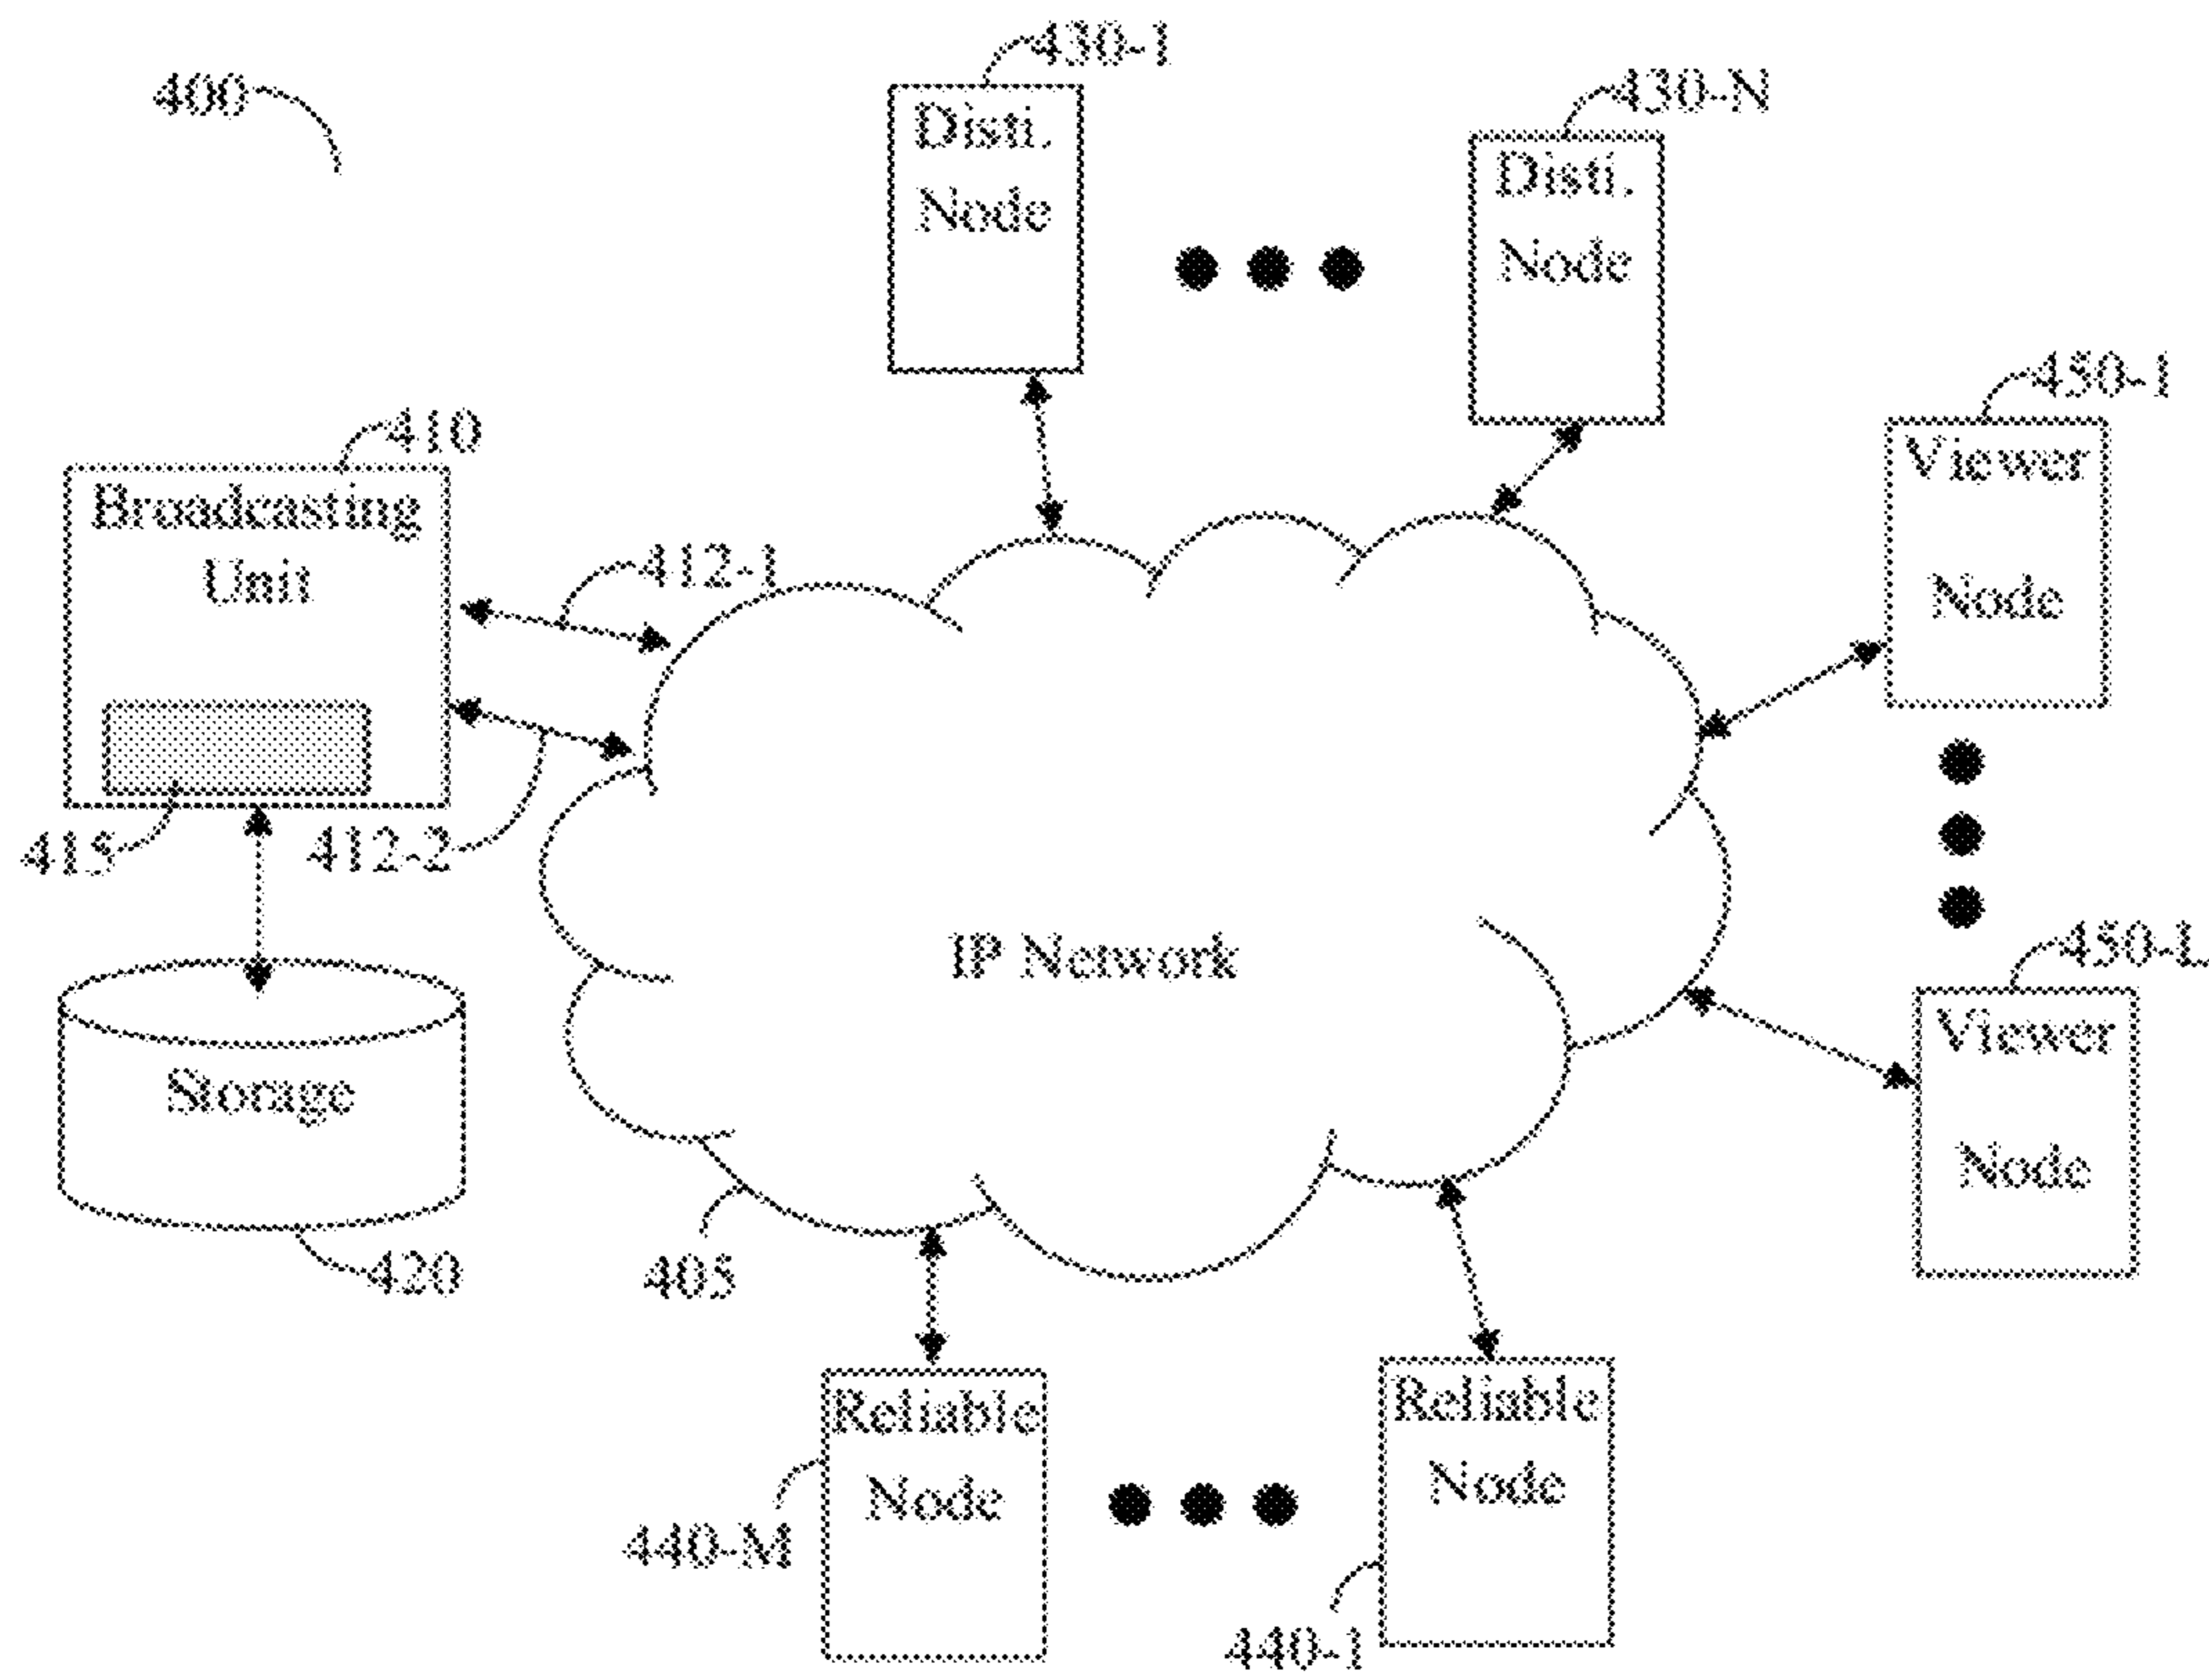 400
430-1
Disti.
Node
430-N
Disti.
Node
450-1
Viewer
Node
410
Broadcasting
Unit
412-1
415
412-2
IP Network
450-L
Viewer
Node
Storage
420
405
Reliable
Node
440-M
Reliable
Node
440-1